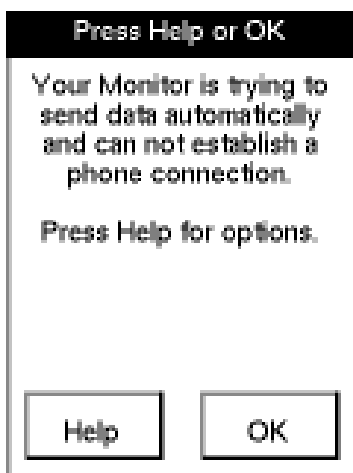 Press Help or OK
Your Monitor is trying to
send data automatically
and can not establish a
phone connection.
Press Help for options.
Help
OK